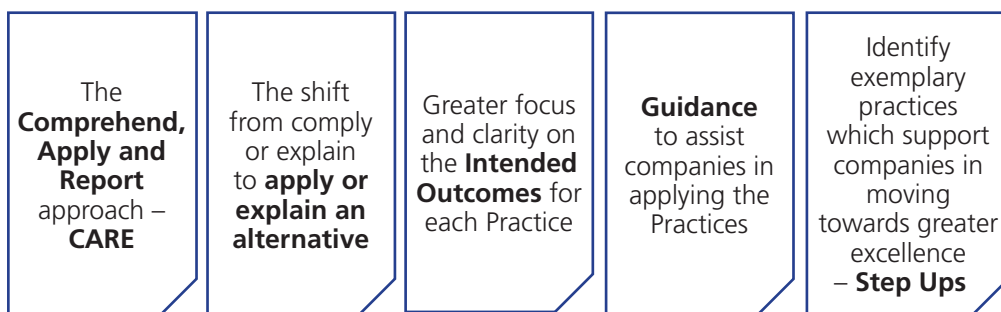 The
Comprehend,
Apply and
Report
approach –
CARE
The shift
from comply
or explain
to apply or
explain an
alternative
Greater focus
and clarity on
the Intended
Outcomes for
each Practice
Guidance
to assist
companies in
applying the
Practices
Identify
exemplary
practices
which support
companies in
moving
towards greater
excellence
– Step Ups